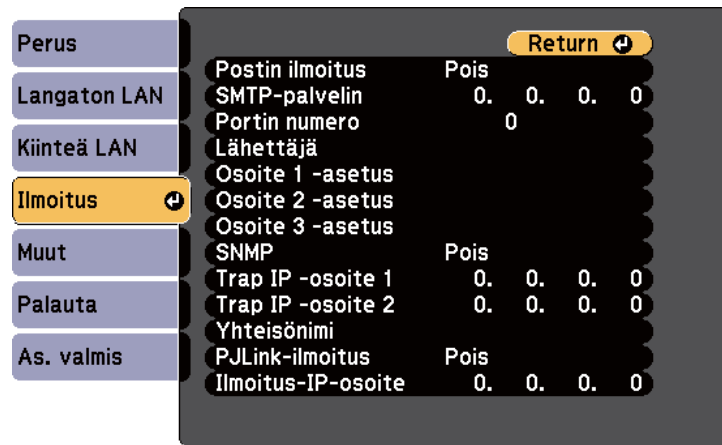 Perus
Langaton LAN
Kiinteä LAN
Ilmoitus
Muut
Palauta
As. valmis
Return
Postin ilmoitus Pois
SMTP-palvelin 0. 0. 0. 0
Portin numero 0
Lähettäjä
Osoite 1 -asetus
Osoite 2 -asetus
Osoite 3 -asetus
SNMP Pois
Trap IP -osoite 1 0. 0. 0. 0
Trap IP -osoite 2 0. 0. 0. 0
Yhteisönimi
PJLink-ilmoitus Pois
Ilmoitus-IP-osoite 0. 0. 0. 0